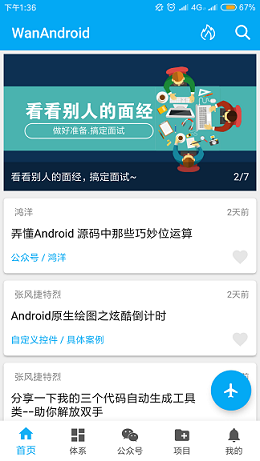 下午1:36
4G
67%
WanAndroid
看看别人的面经
做好准备.搞定面试
看看别人的面经，搞定面试~
2/7
鸿洋
2天前
弄懂Android 源码中那些巧妙位运算
公众号 / 鸿洋
张风捷特烈
2天前
Android原生绘图之炫酷倒计时
自定义控件 / 具体案例
张风捷特烈
分享一下我的三个代码自动生成工具
类--助你解放双手
首页
体系
公众号
项目
我的